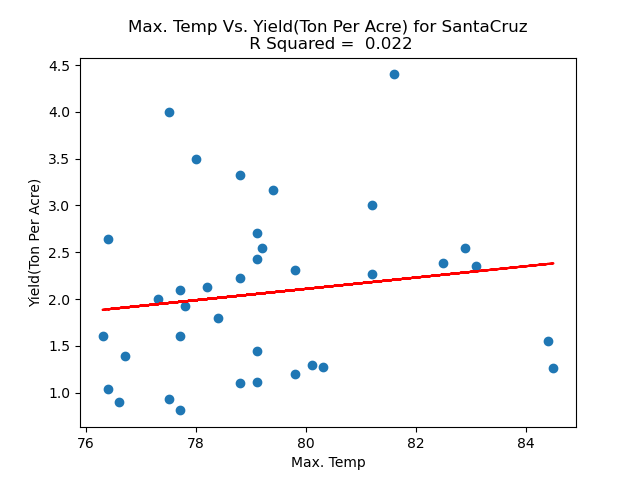 Max. Temp Vs. Yield(Ton Per Acre) for SantaCruz
R Squared =  0.022
4.5
4.0
3.5
3.0
2.5
2.0
1.5
1.0
Yield(Ton Per Acre)
76 78 80 82 84
Max. Temp